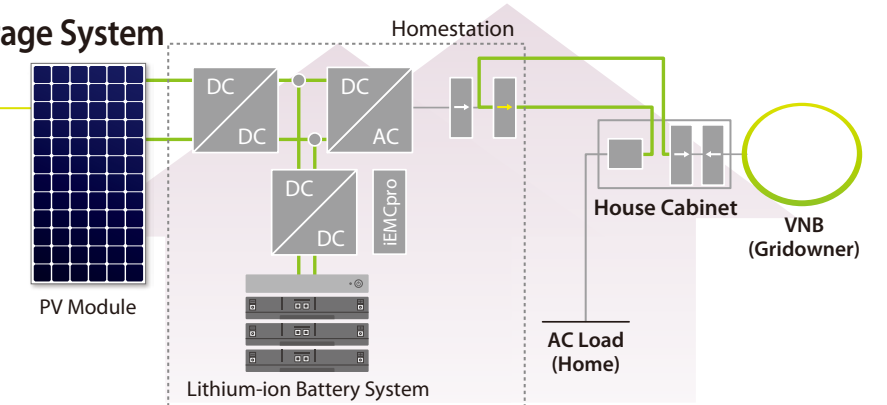 age System
Homestation
DC
DC
DC
AC
DC
DC
iEMCpro
PV Module
Lithium-ion Battery System
House Cabinet
VNB
(Gridowner)
AC Load
(Home)